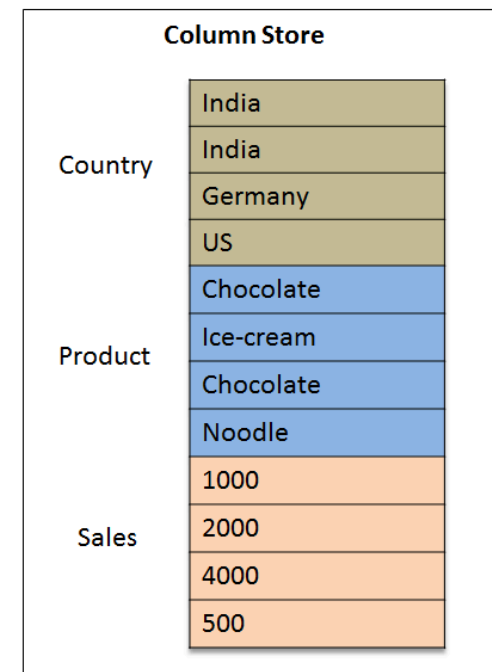 Column Store
Country
India
India
Germany
US
Product
Chocolate
Ice-cream
Chocolate
Noodle
Sales
1000
2000
4000
500